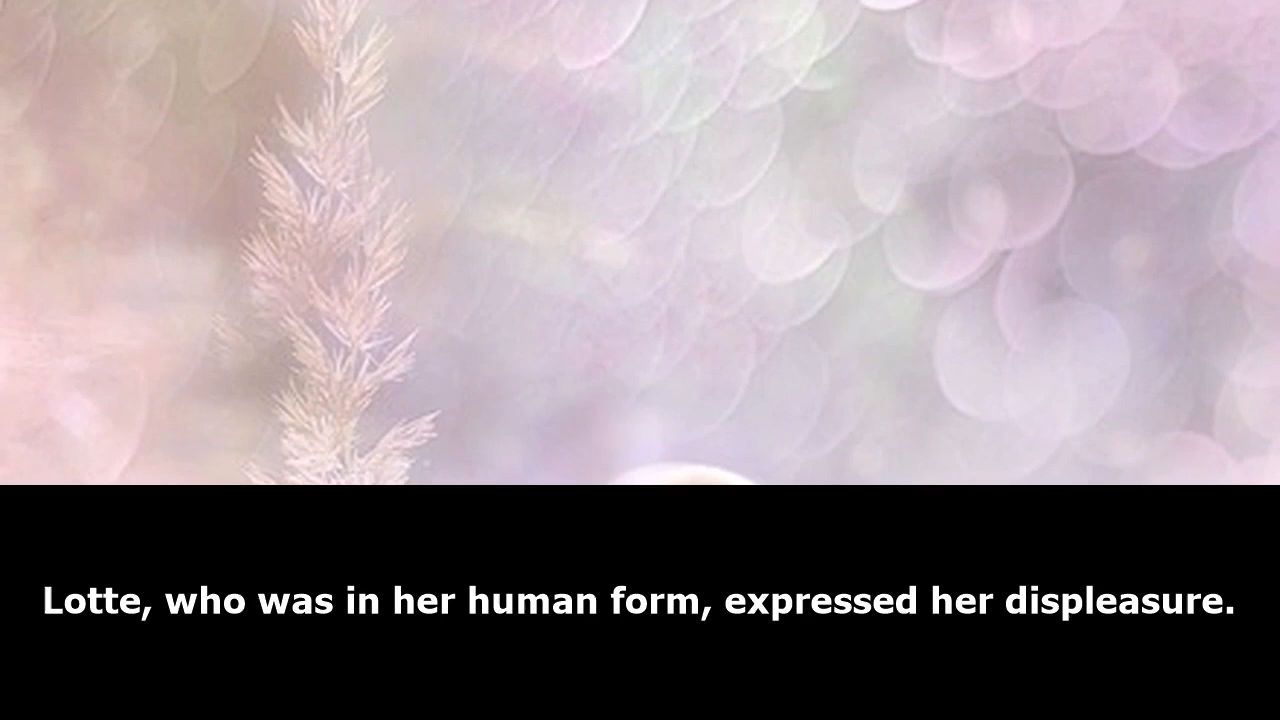 Lotte, who was in her human form, expressed her displeasure.